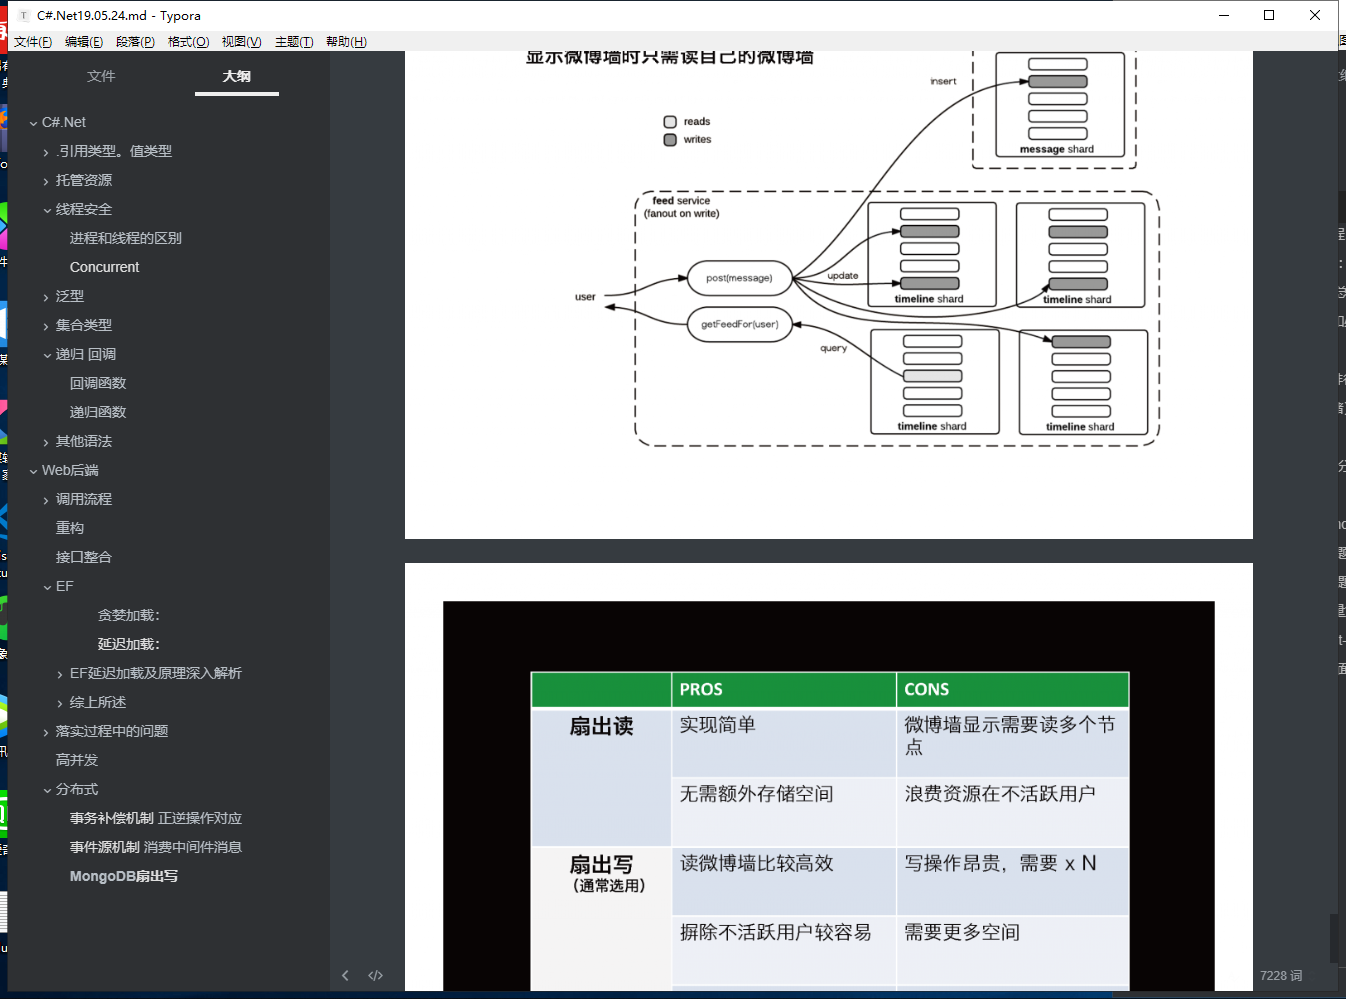 C#.Net19.05.24.md - Typora
文件(F) 编辑(E) 段落(P) 格式(O) 视图(V) 主题(T) 帮助(H)
文件 大纲
C#.Net
.引用类型。值类型
托管资源
线程安全
进程和线程的区别
Concurrent
泛型
集合类型
递归 回调
回调函数
递归函数
其他语法
Web后端
调用流程
重构
接口整合
EF
贪婪加载：
延迟加载：
EF延迟加载及原理深入解析
综上所述
落实过程中的问题
高并发
分布式
事务补偿机制 正逆操作对应
事件源机制 消费中间件消息
MongoDB扇出写
显示微博墙时只需读自己的微博墙
insert
reads
writes
message shard
feed service
(fanout on write)
post(message)
update
timeline shard
timeline shard
user
getFeedFor(user)
query
timeline shard
timeline shard
PROS CONS
扇出读 实现简单 微博墙显示需要读多个节
点
无需额外存储空间 浪费资源在不活跃用户
扇出写 读微博墙比较高效 写操作昂贵，需要 x N
（通常选用）
摒除不活跃用户较容易 需要更多空间
7228 词